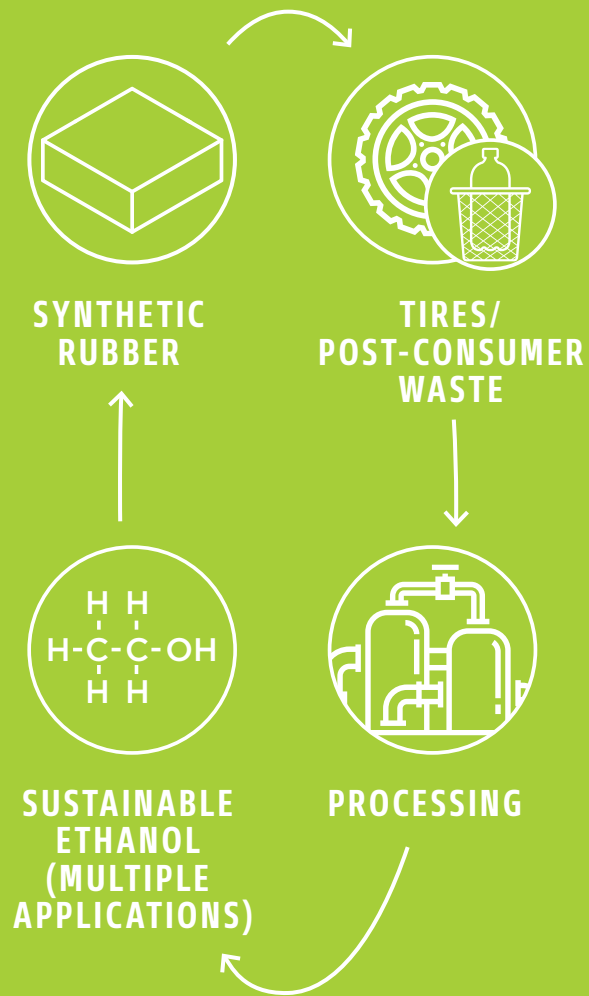 SYNTHETIC
RUBBER
TIRES/
POST-CONSUMER
WASTE
H H
H-C-C-OH
H H
SUSTAINABLE
ETHANOL
(MULTIPLE
APPLICATIONS)
PROCESSING